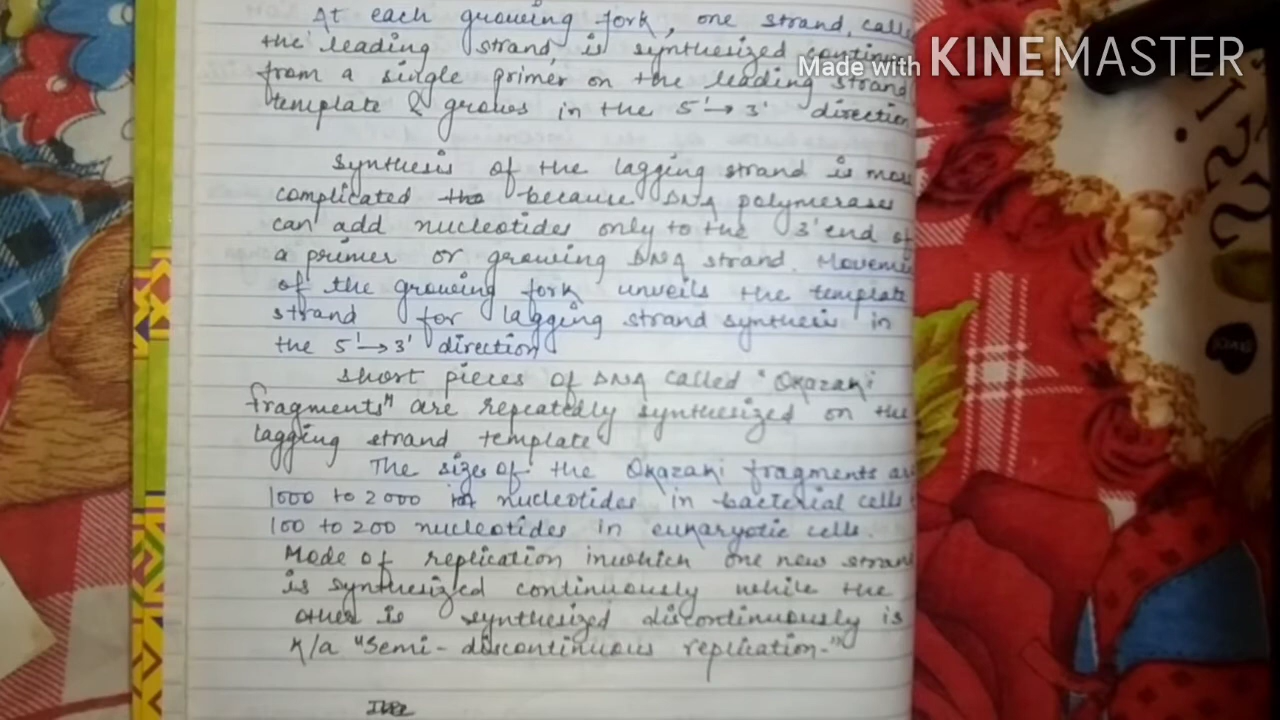 At each growing fork, one strand, calle
the leading strand is synthesized continu
Made with KINEMASTER
from a single primer on the leading strand
template & grows in the 5'→3' direction
Synthesis of the lagging strand is more
complicated the because DNA polymerases
can add nucleotides only to the 3' end of
a primer or growing DNA strand. Moveme
of the growing fork unveils the template
strand for lagging strand synthesis in
the 5'→3' direction
Short pieces of DNA called "Okazaki
fragments" are repeatedly synthesized on the
lagging strand template
The sizes of the Okazaki fragments are
1000 to 2000 in nucleotides in bacterial cells
100 to 200 nucleotides in eukaryotic cells.
Mode of replication inwhich one new strand
is synthesized continuously while the
other is synthesized discontinuously is
K/a "Semi-discontinuous replication-"